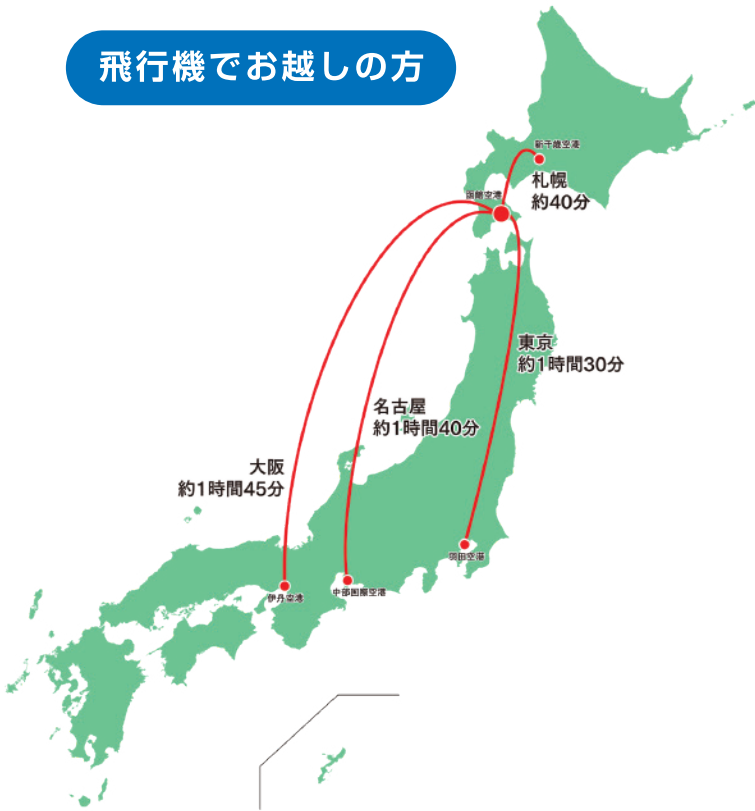 飛行機でお越しの方
新千歳空港
札幌
約40分
函館空港
東京
約1時間30分
名古屋
約1時間40分
大阪
約1時間45分
羽田空港
伊丹空港
中部国際空港